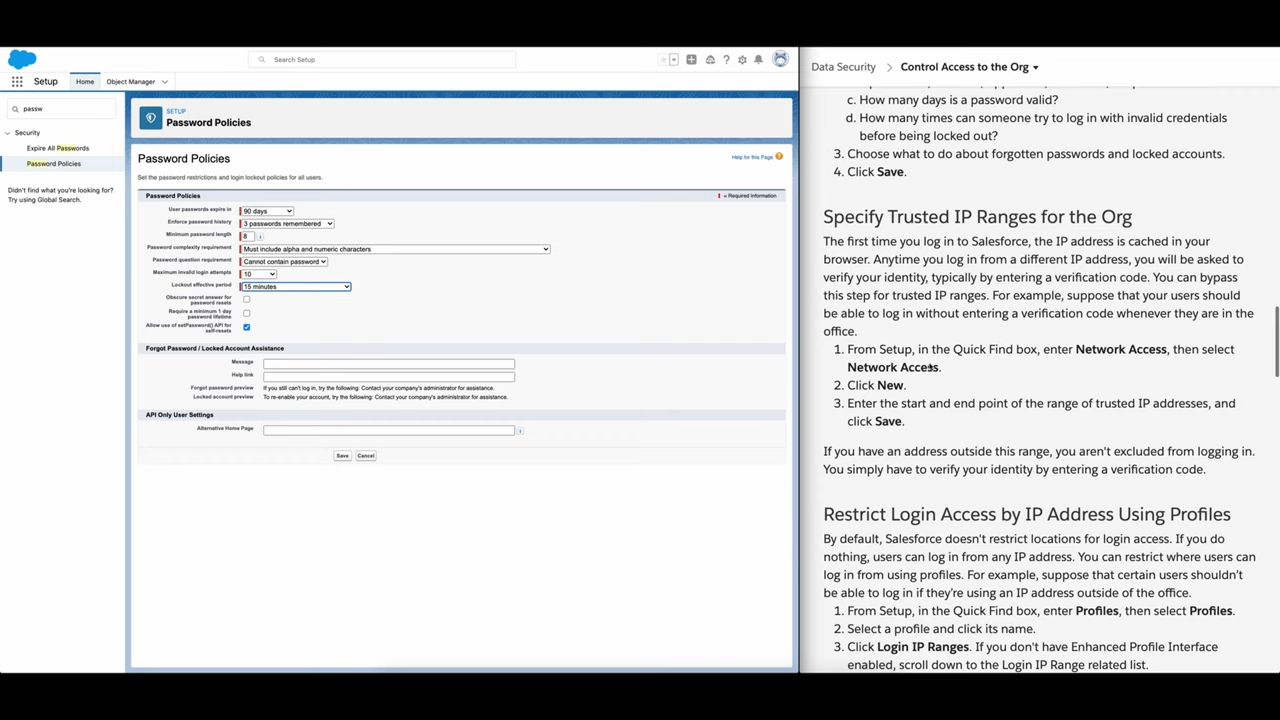 Search Setup
Setup
Home
Object Manager
passw
Security
Expire All Passwords
Password Policies
Didn't find what you're looking for?
Try using Global Search.
SETUP
Password Policies
Password Policies
Help for this Page
Set the password restrictions and login lockout policies for all users.
Password Policies
= Required Information
User passwords expire in
90 days
Enforce password history
3 passwords remembered
Minimum password length
8
Password complexity requirement
Must include alpha and numeric characters
Password question requirement
Cannot contain password
Maximum invalid login attempts
10
Lockout effective period
15 minutes
Obscure secret answer for
password resets
Require a minimum 1 day
password lifetime
Allow use of setPassword() API for
self-resets
Forgot Password / Locked Account Assistance
Message
Help link
Forgot password preview
If you still can't log in, try the following: Contact your company's administrator for assistance.
Locked account preview
To re-enable your account, try the following: Contact your company's administrator for assistance.
API Only User Settings
Alternative Home Page
Save
Cancel
Data Security
Control Access to the Org
c. How many days is a password valid?
d. How many times can someone try to log in with invalid credentials
before being locked out?
3. Choose what to do about forgotten passwords and locked accounts.
4. Click Save.
Specify Trusted IP Ranges for the Org
The first time you log in to Salesforce, the IP address is cached in your
browser. Anytime you log in from a different IP address, you will be asked to
verify your identity, typically by entering a verification code. You can bypass
this step for trusted IP ranges. For example, suppose that your users should
be able to log in without entering a verification code whenever they are in the
office.
1. From Setup, in the Quick Find box, enter Network Access, then select
Network Access.
2. Click New.
3. Enter the start and end point of the range of trusted IP addresses, and
click Save.
If you have an address outside this range, you aren't excluded from logging in.
You simply have to verify your identity by entering a verification code.
Restrict Login Access by IP Address Using Profiles
By default, Salesforce doesn't restrict locations for login access. If you do
nothing, users can log in from any IP address. You can restrict where users can
log in from using profiles. For example, suppose that certain users shouldn't
be able to log in if they're using an IP address outside of the office.
1. From Setup, in the Quick Find box, enter Profiles, then select Profiles.
2. Select a profile and click its name.
3. Click Login IP Ranges. If you don't have Enhanced Profile Interface
enabled, scroll down to the Login IP Range related list.